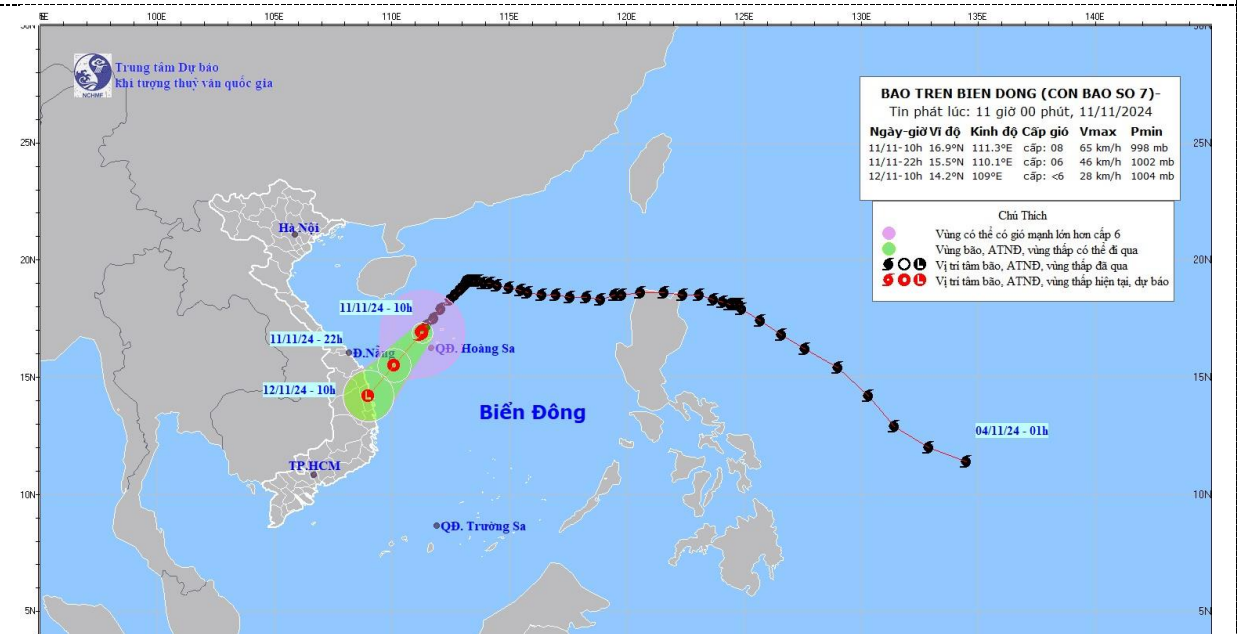 100E 105E 110E 115E 120E 125E 130E 135E 140E
Trung tâm Dự báo
khí tượng thuỷ văn quốc gia
NCHMF
BAO TREN BIEN DONG (CON BAO SO 7)-
Tin phát lúc: 11 giờ 00 phút, 11/11/2024
Ngày-giờ Vĩ độ Kinh độ Cấp gió Vmax Pmin
11/11-10h 16.9°N 111.3°E cấp: 08 65 km/h 998 mb
11/11-22h 15.5°N 110.1°E cấp: 06 46 km/h 1002 mb
12/11-10h 14.2°N 109°E cấp: <6 28 km/h 1004 mb
25N 25N
Chú Thích
Vùng có thể có gió mạnh lớn hơn cấp 6
Vùng bão, ATNĐ, vùng thấp có thể đi qua
Vị trí tâm bão, ATNĐ, vùng thấp đã qua
Vị trí tâm bão, ATNĐ, vùng thấp hiện tại, dự báo
Hà Nội
20N 20N
11/11/24 - 10h
11/11/24 - 22h
Đ.Nẵng
QĐ. Hoàng Sa
15N 15N
12/11/24 - 10h
L
Biển Đông
04/11/24 - 01h
TP.HCM
10N 10N
QĐ. Trường Sa
5N 5N